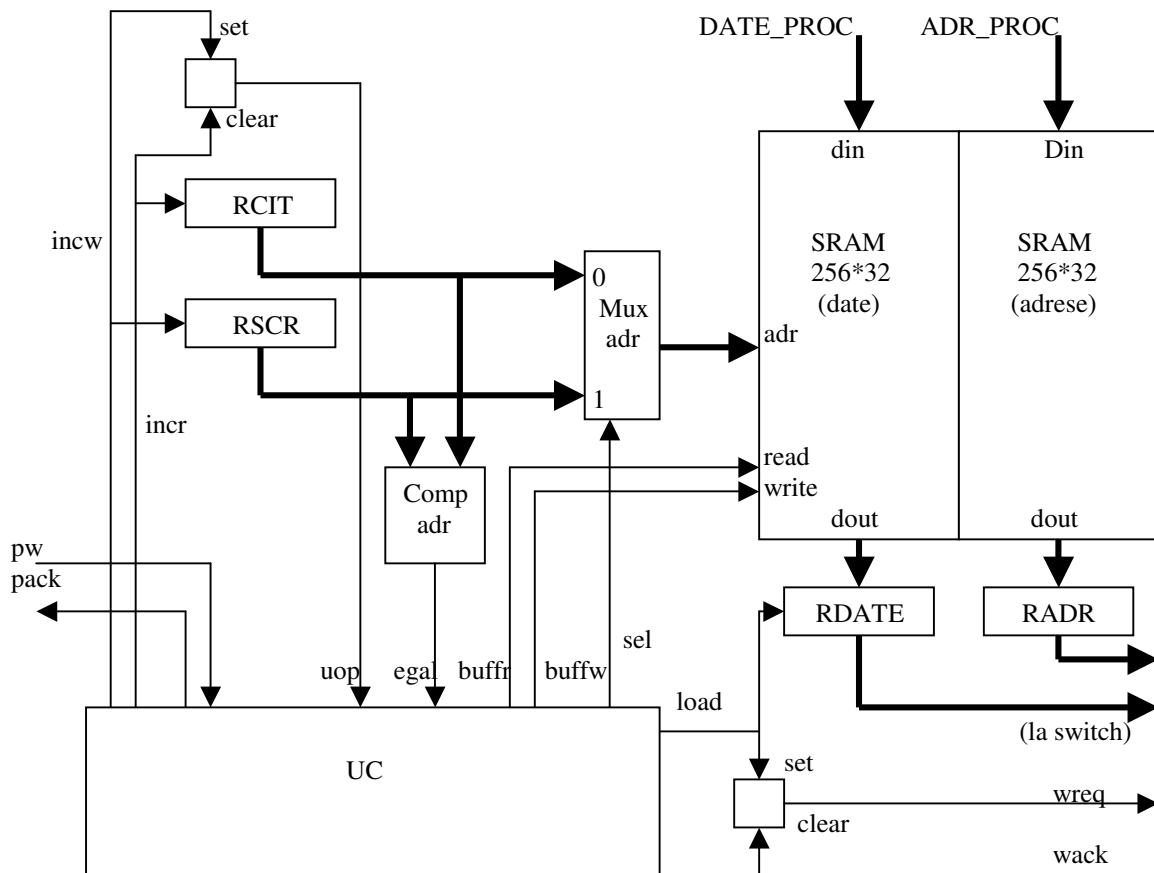 set
DATE_PROC
ADR_PROC
clear
din
Din
RCIT
incw
SRAM
256*32
(date)
SRAM
256*32
(adrese)
0
Mux
adr
RSCR
adr
1
incr
read
write
Comp
adr
dout
dout
pw
pack
RDATE
RADR
sel
uop
egal
buffr
buffw
load
(la switch)
UC
set
wreq
clear
wack